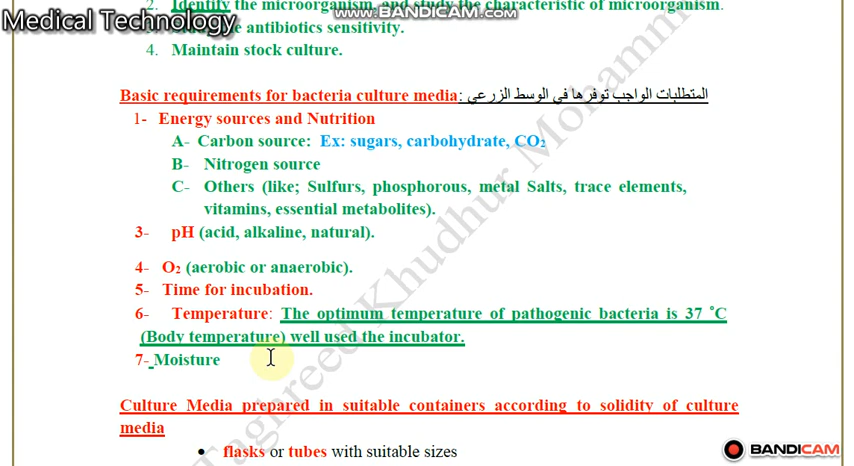 www.BANDICAM.com
Medical Technology
2. Identify the microorganism, and study the characteristic of microorganism.
antibiotics sensitivity.
4. Maintain stock culture.
Basic requirements for bacteria culture media: المتطلبات الواجب توفرها في الوسط الزرعي
1- Energy sources and Nutrition
A- Carbon source: Ex: sugars, carbohydrate, CO2
B- Nitrogen source
C- Others (like; Sulfurs, phosphorous, metal Salts, trace elements,
vitamins, essential metabolites).
3- pH (acid, alkaline, natural).
4- O2 (aerobic or anaerobic).
5- Time for incubation.
6- Temperature: The optimum temperature of pathogenic bacteria is 37 °C
(Body temperature) well used the incubator.
7- Moisture
Culture Media prepared in suitable containers according to solidity of culture
media
• flasks or tubes with suitable sizes
Taghreed Khudhur Mohamm
BANDICAM